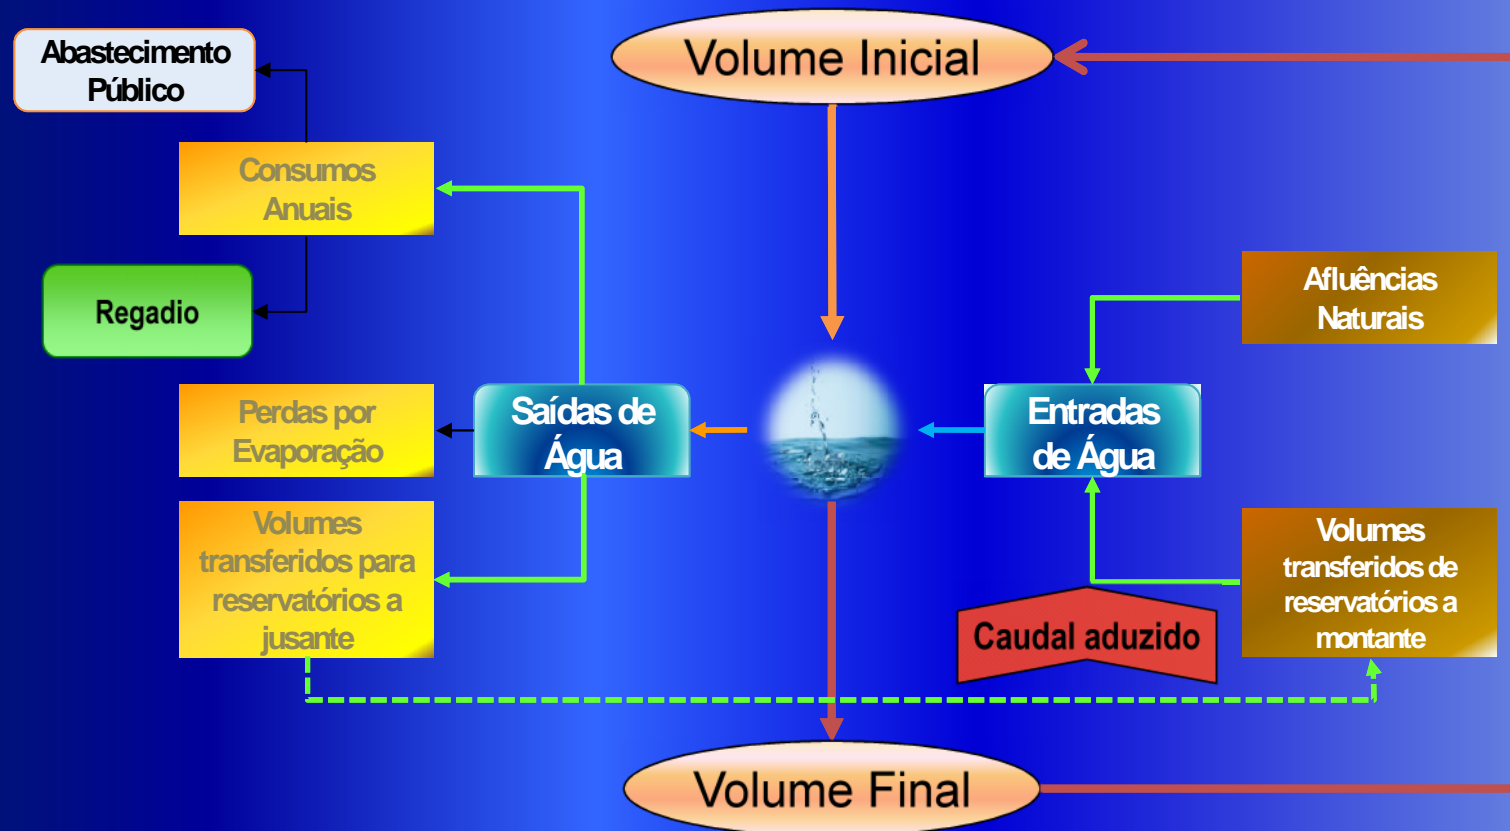 Abastecimento
Público
Volume Inicial
Consumos
Anuais
Regadio
Afluências
Naturais
Perdas por
Evaporação
Saídas de
Água
Entradas
de Água
Volumes
transferidos para
reservatórios a
jusante
Volumes
transferidos de
reservatórios a
montante
Caudal aduzido
Volume Final